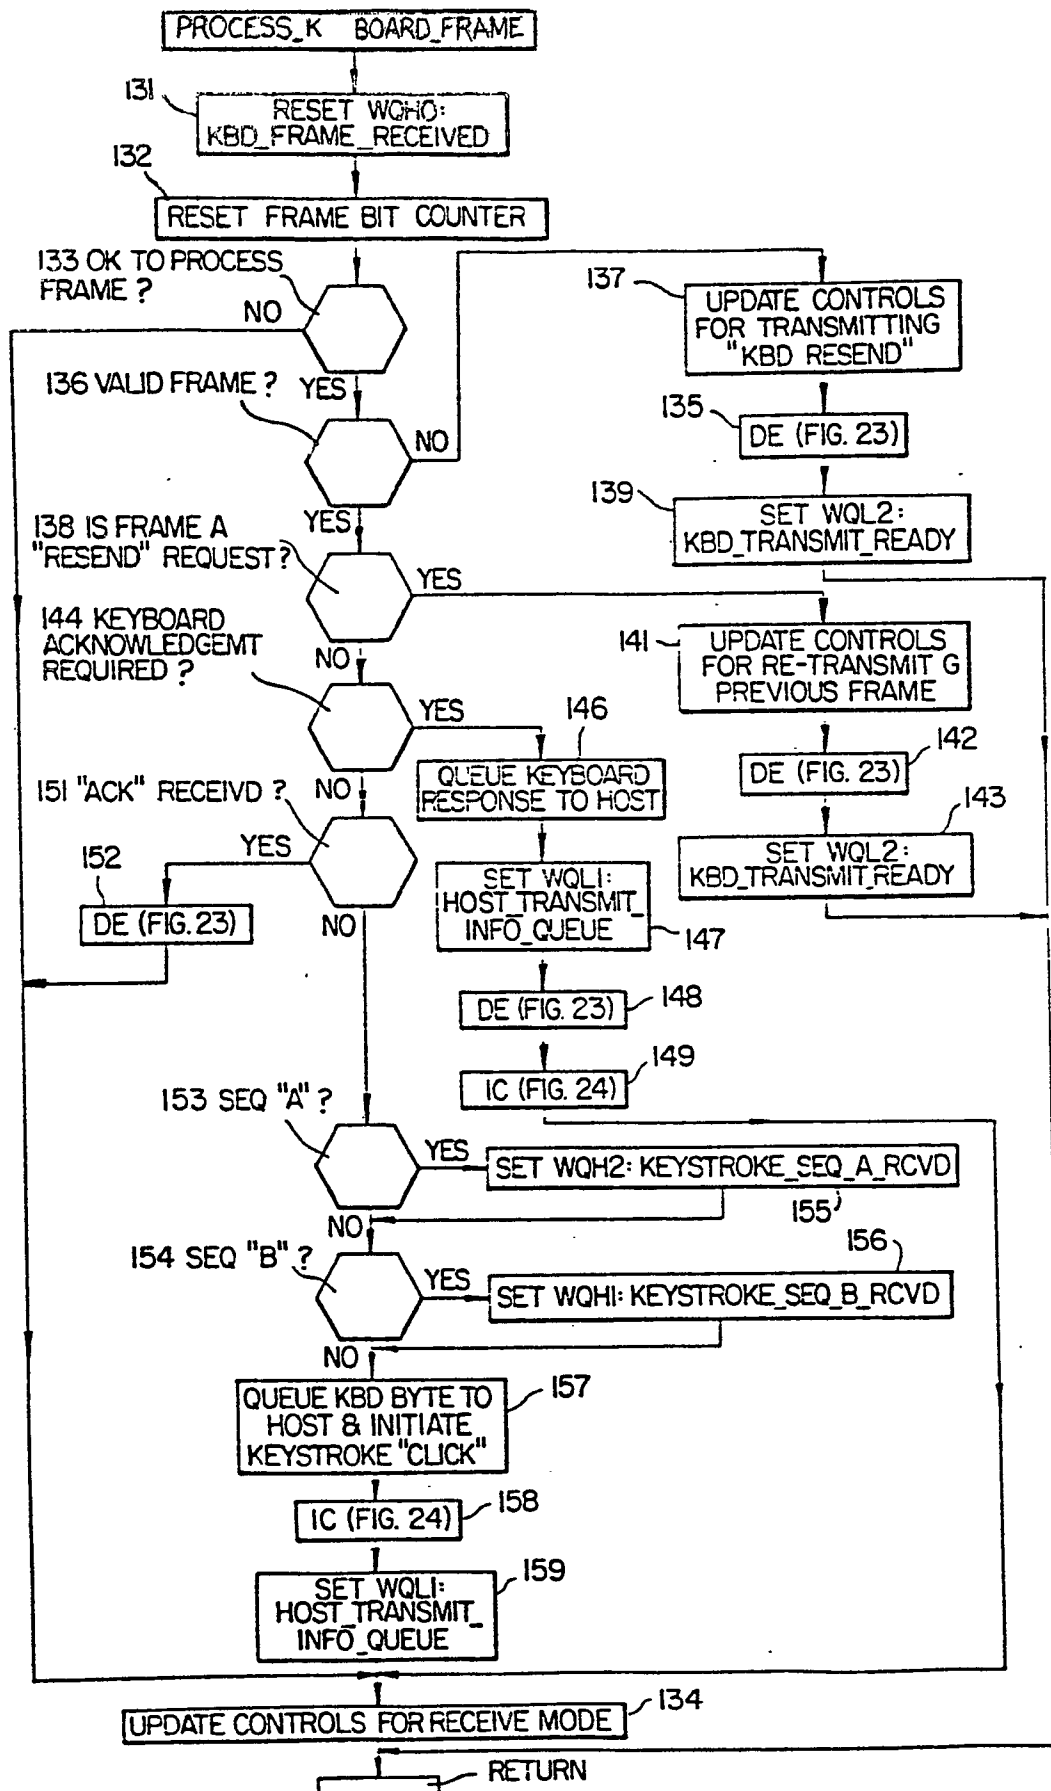 PROCESS_K BOARD_FRAME
131
RESET WQH0:
KBD_FRAME_RECEIVED
132
RESET FRAME BIT COUNTER
133 OK TO PROCESS
FRAME ?
NO
YES
137
UPDATE CONTROLS
FOR TRANSMITTING
"KBD RESEND"
136 VALID FRAME ?
NO
YES
135
DE (FIG. 23)
139
SET WQL2:
KBD_TRANSMIT_READY
138 IS FRAME A
"RESEND" REQUEST ?
YES
NO
141
UPDATE CONTROLS
FOR RE-TRANSMIT G
PREVIOUS FRAME
144 KEYBOARD
ACKNOWLEDGEMT
REQUIRED ?
YES
NO
146
QUEUE KEYBOARD
RESPONSE TO HOST
142
DE (FIG. 23)
143
SET WQL2:
KBD_TRANSMIT_READY
151 "ACK" RECEIVD ?
YES
NO
152
DE (FIG. 23)
SET WQL1:
HOST_TRANSMIT_
INFO_QUEUE
147
DE (FIG. 23)
148
IC (FIG. 24)
149
153 SEQ "A" ?
YES
NO
SET WQH2: KEYSTROKE_SEQ_A_RCVD
155
154 SEQ "B" ?
YES
NO
156
SET WQH1: KEYSTROKE_SEQ_B_RCVD
QUEUE KBD BYTE TO
HOST & INITIATE
KEYSTROKE "CLICK"
157
IC (FIG. 24)
158
SET WQL1:
HOST_TRANSMIT_
INFO_QUEUE
159
134
UPDATE CONTROLS FOR RECEIVE MODE
RETURN